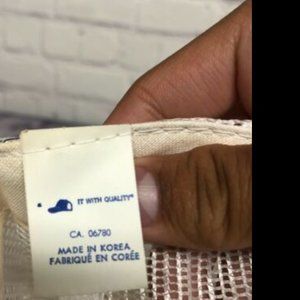 IT WITH QUALITY"
CA. 06780
MADE IN KOREA
FABRIQUÉ EN CORÉE